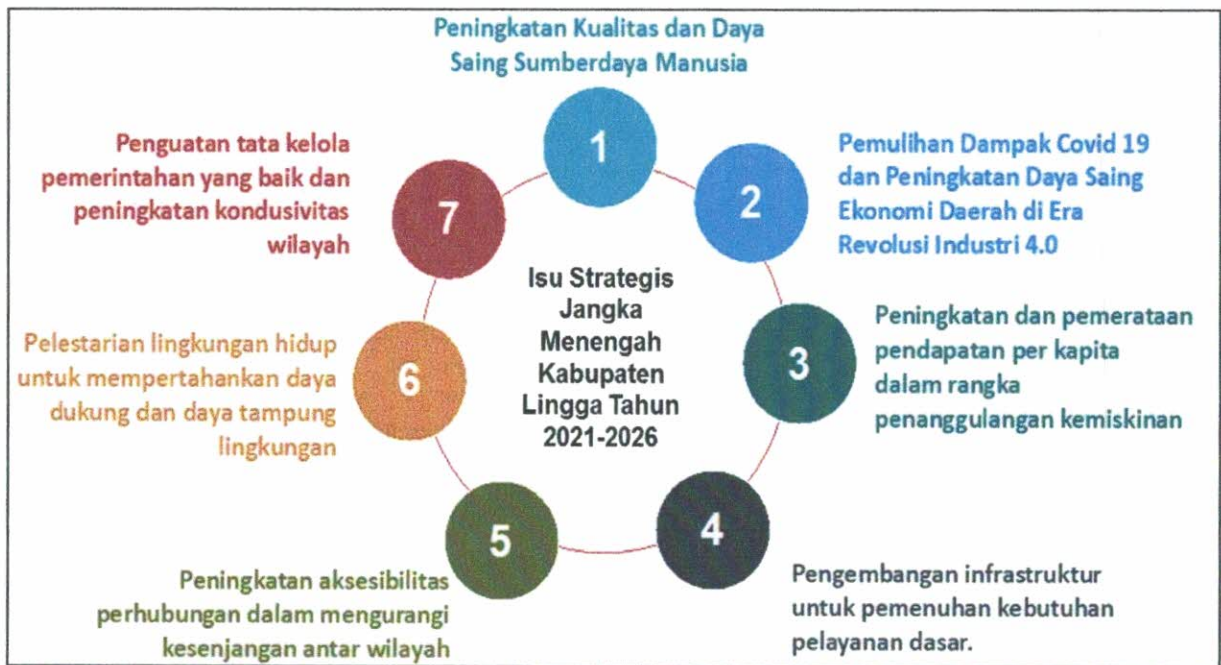 Peningkatan Kualitas dan Daya
Saing Sumberdaya Manusia
1
Pemulihan Dampak Covid 19
dan Peningkatan Daya Saing
Ekonomi Daerah di Era
Revolusi Industri 4.0
2
Peningkatan dan pemerataan
pendapatan per kapita
dalam rangka
penanggulangan kemiskinan
3
Pengembangan infrastruktur
untuk pemenuhan kebutuhan
pelayanan dasar.
4
Peningkatan aksesibilitas
perhubungan dalam mengurangi
kesenjangan antar wilayah
5
Pelestarian lingkungan hidup
untuk mempertahankan daya
dukung dan daya tampung
lingkungan
6
Penguatan tata kelola
pemerintahan yang baik dan
peningkatan kondusivitas
wilayah
7
Isu Strategis
Jangka
Menengah
Kabupaten
Lingga Tahun
2021-2026